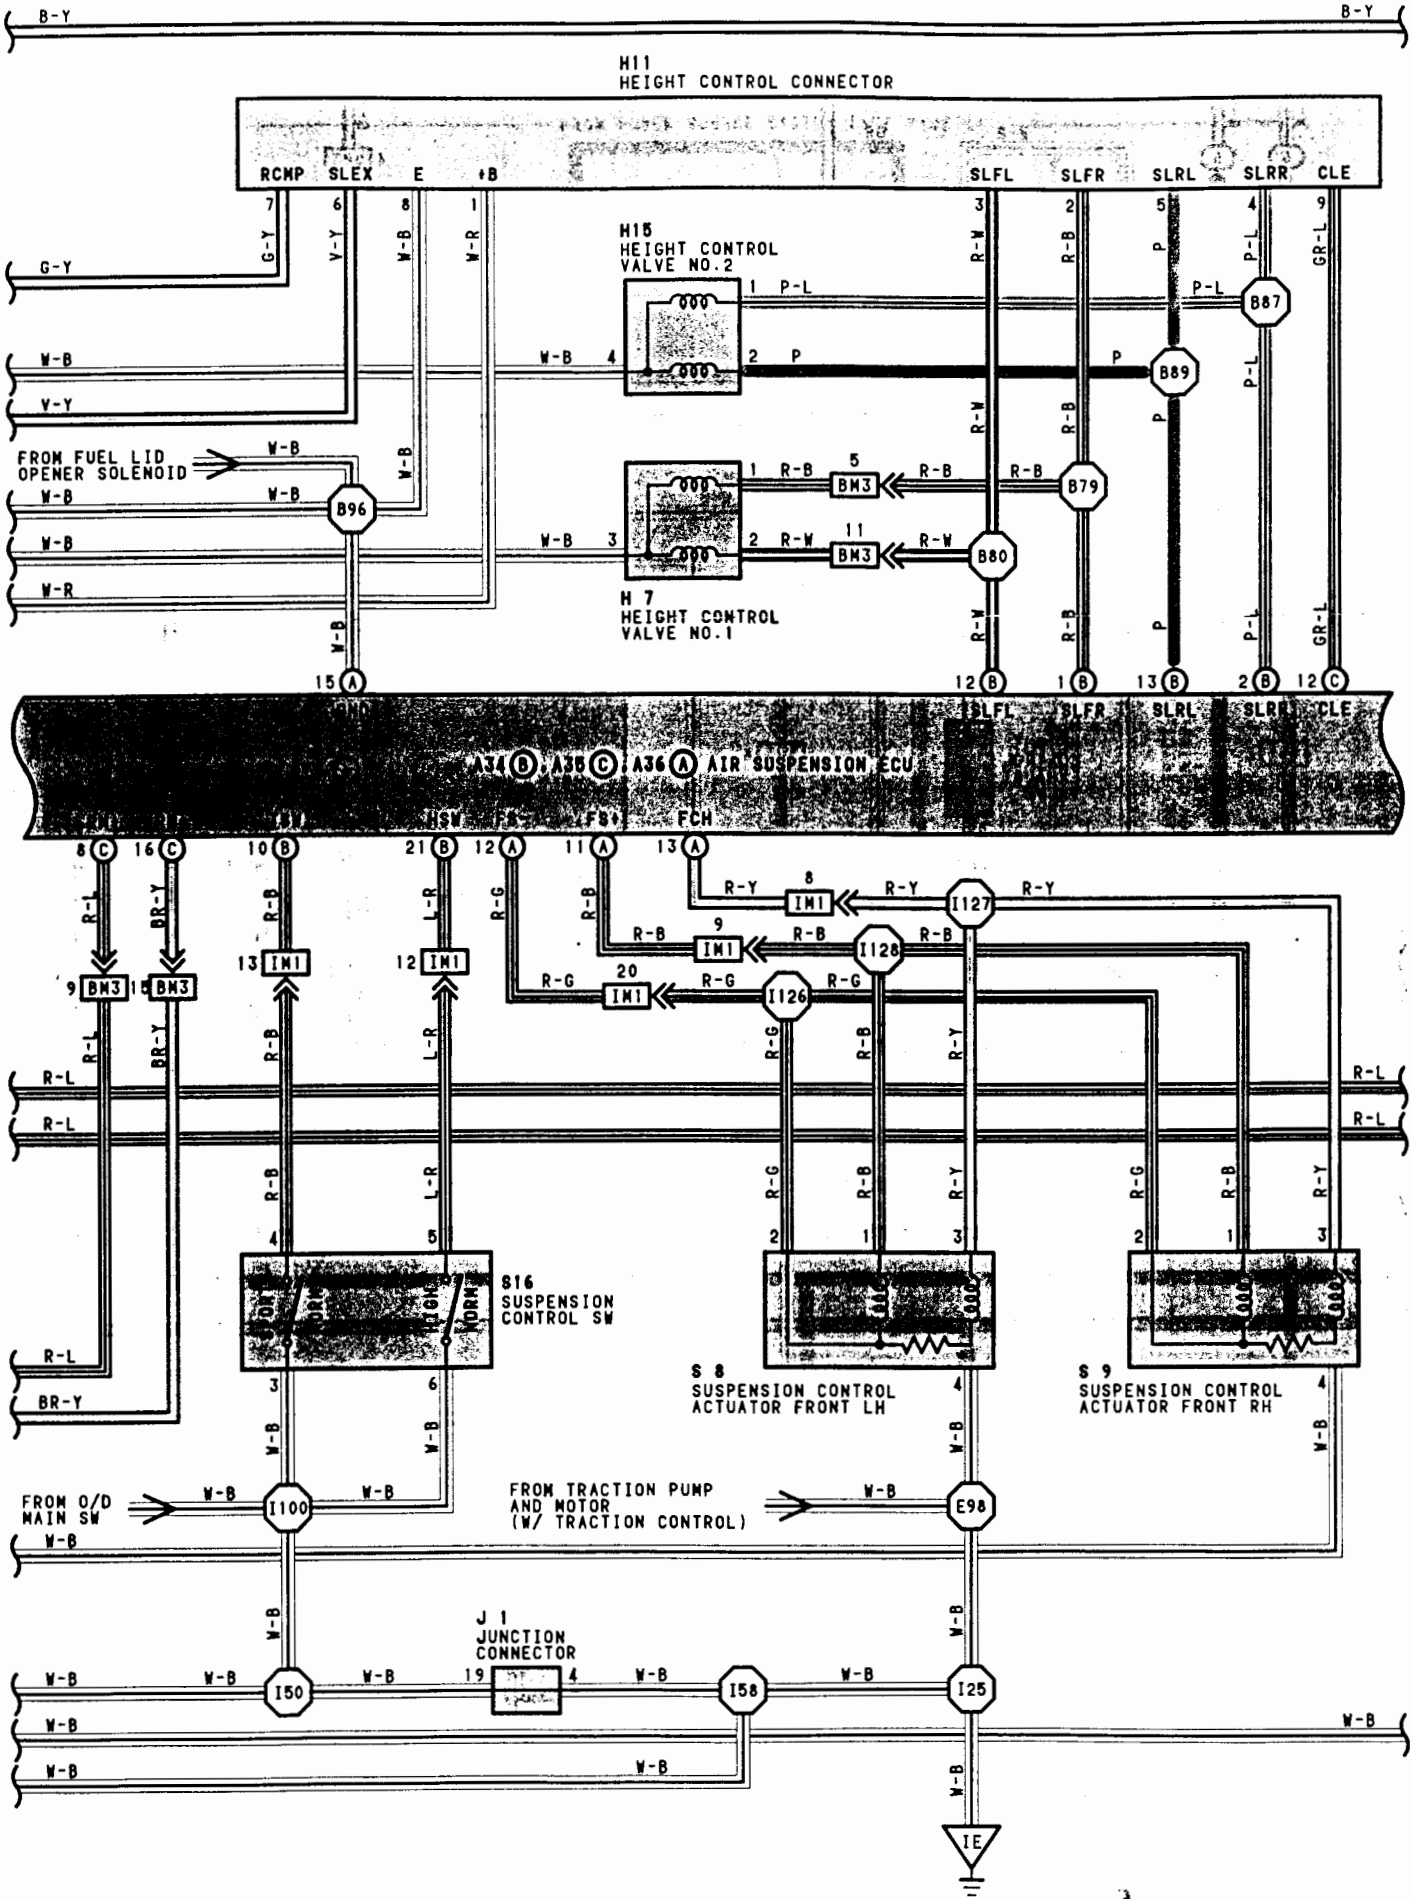 B-Y B-Y
H11
HEIGHT CONTROL CONNECTOR
RCMP SLEX E +B SLFL SLFR SLRL SLRR CLE
7 6 8 1 3 2 5 4 9
G-Y V-Y W-B W-R R-W R-B P P-L GR-L
H15
HEIGHT CONTROL
VALVE NO.2
G-Y
1 P-L P-L B87
W-B W-B 4 2 P P B89
P-L
V-Y
R-W R-B P
FROM FUEL LID
OPENER SOLENOID
W-B W-B
1 R-B 5 BM3 R-B R-B B79
W-B W-B B96
W-B W-B 3 2 R-W 11 BM3 R-W B80
W-R
H 7
HEIGHT CONTROL
VALVE NO.1
W-B R-W R-B P P-L GR-L
15 A 12 B 1 B 13 B 2 B 12 C
SLFL SLFR SLRL SLRR CLE
A34 B , A35 C , A36 A AIR SUSPENSION ECU
HSW FS- FS+ FCH
8 C 16 C 10 B 21 B 12 A 11 A 13 A
R-L BR-Y R-B L-R R-G R-B
R-Y 8 IM1 R-Y I127 R-Y
R-B 9 IM1 R-B I128 R-B
13 IM1 12 IM1
9 BM3 BM3
R-G 20 IM1 R-G I126 R-G
R-L BR-Y R-B L-R R-G R-B R-Y
R-L R-L
R-L R-L
R-B L-R R-G R-B R-Y R-G R-B R-Y
4 5 2 1 3 2 1 3
NORM NORM
S16
SUSPENSION
CONTROL SW
R-L
3 6
S 8
SUSPENSION CONTROL
ACTUATOR FRONT LH
4
S 9
SUSPENSION CONTROL
ACTUATOR FRONT RH
4
BR-Y
W-B W-B W-B W-B
FROM O/D
MAIN SW
W-B I100 W-B
FROM TRACTION PUMP
AND MOTOR
(W/ TRACTION CONTROL)
W-B E98
W-B
W-B W-B
J 1
JUNCTION
CONNECTOR
W-B W-B I50 W-B 19 4 W-B I58 W-B I25
W-B W-B
W-B W-B
W-B
IE